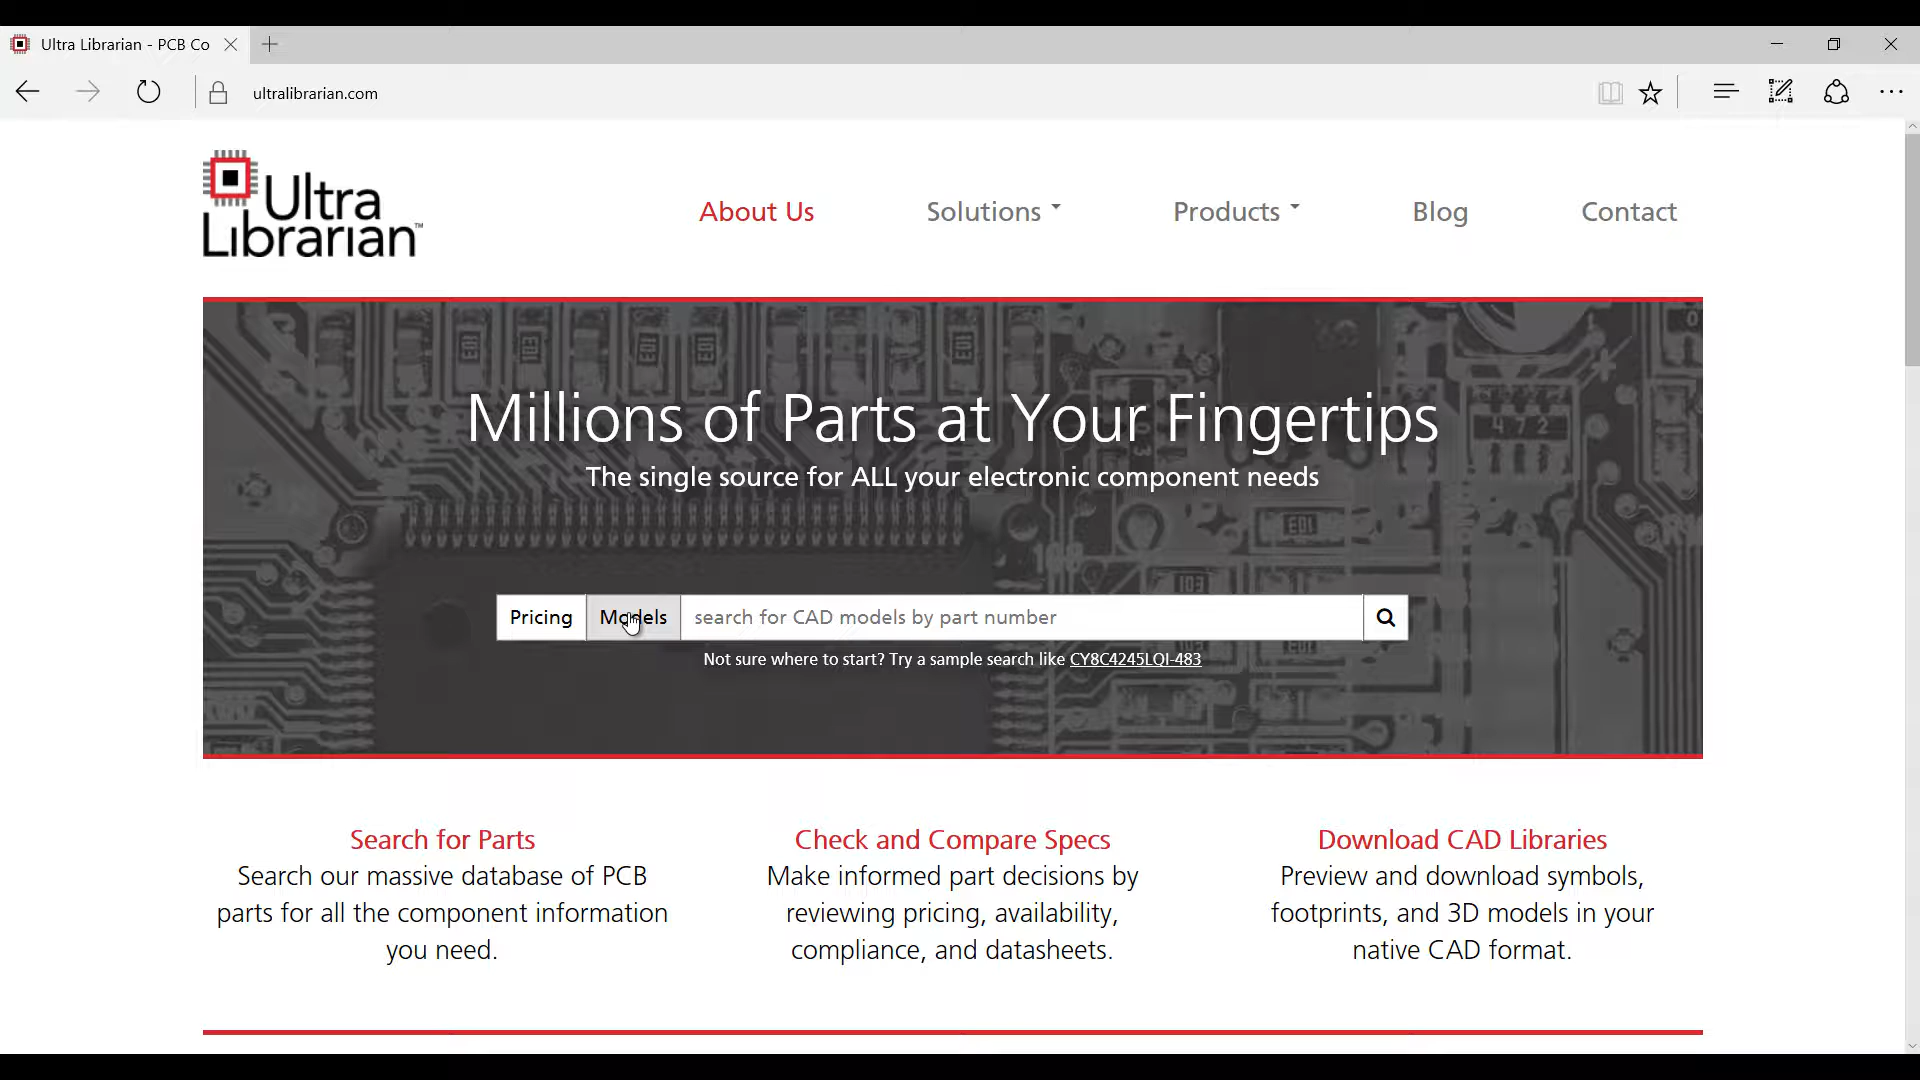 Ultra Librarian - PCB Co
ultralibrarian.com
Ultra
Librarian™
About Us
Solutions
Products
Blog
Contact
Millions of Parts at Your Fingertips
The single source for ALL your electronic component needs
Pricing
Models
search for CAD models by part number
Not sure where to start? Try a sample search like CY8C4245LQI-483
Search for Parts
Search our massive database of PCB
parts for all the component information
you need.
Check and Compare Specs
Make informed part decisions by
reviewing pricing, availability,
compliance, and datasheets.
Download CAD Libraries
Preview and download symbols,
footprints, and 3D models in your
native CAD format.